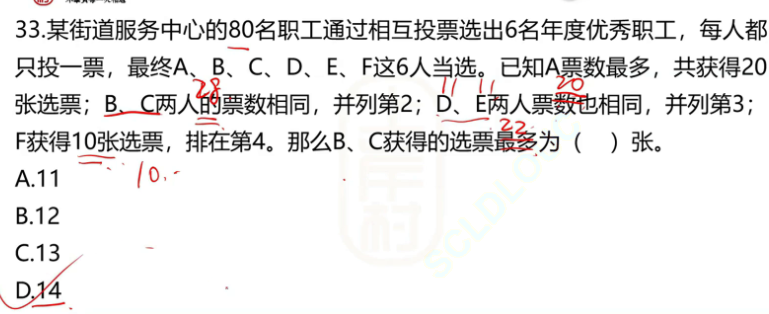 33.某街道服务中心的80名职工通过相互投票选出6名年度优秀职工，每人都
只投一票，最终A、B、C、D、E、F这6人当选。已知A票数最多，共获得20
28 11 11 20
张选票；B、C两人的票数相同，并列第2；D、E两人票数也相同，并列第3；
22
F获得10张选票，排在第4。那么B、C获得的选票最多为（ ）张。
A.11
10
B.12
C.13
D.14
SCLDLC